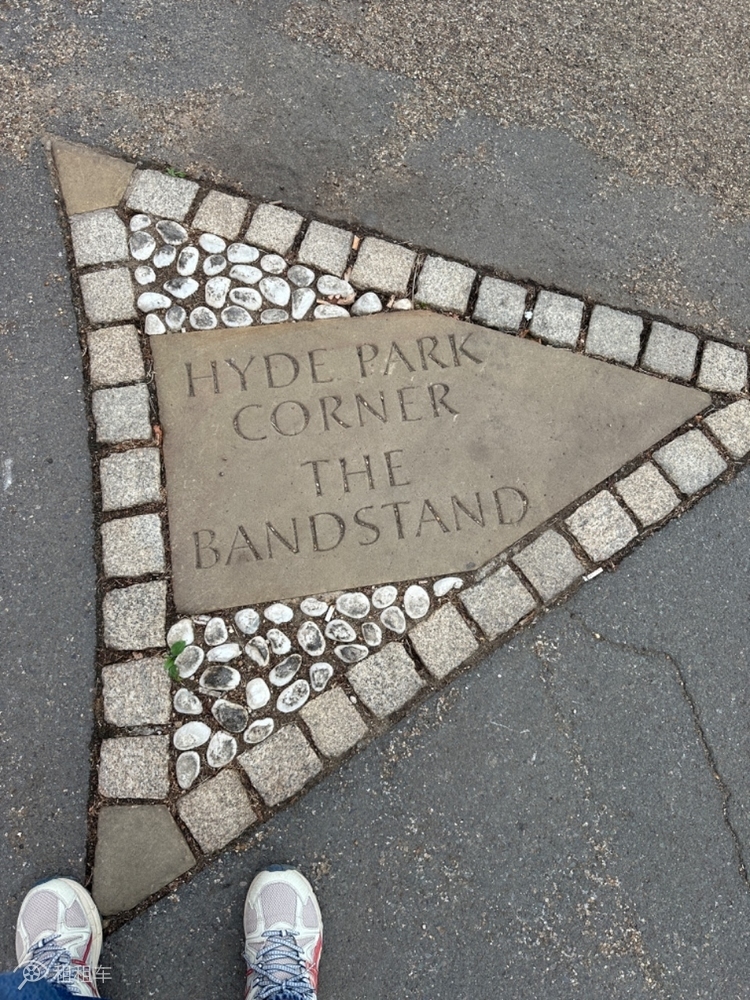 HYDE PARK
CORNER
THE
BANDSTAND
租租车